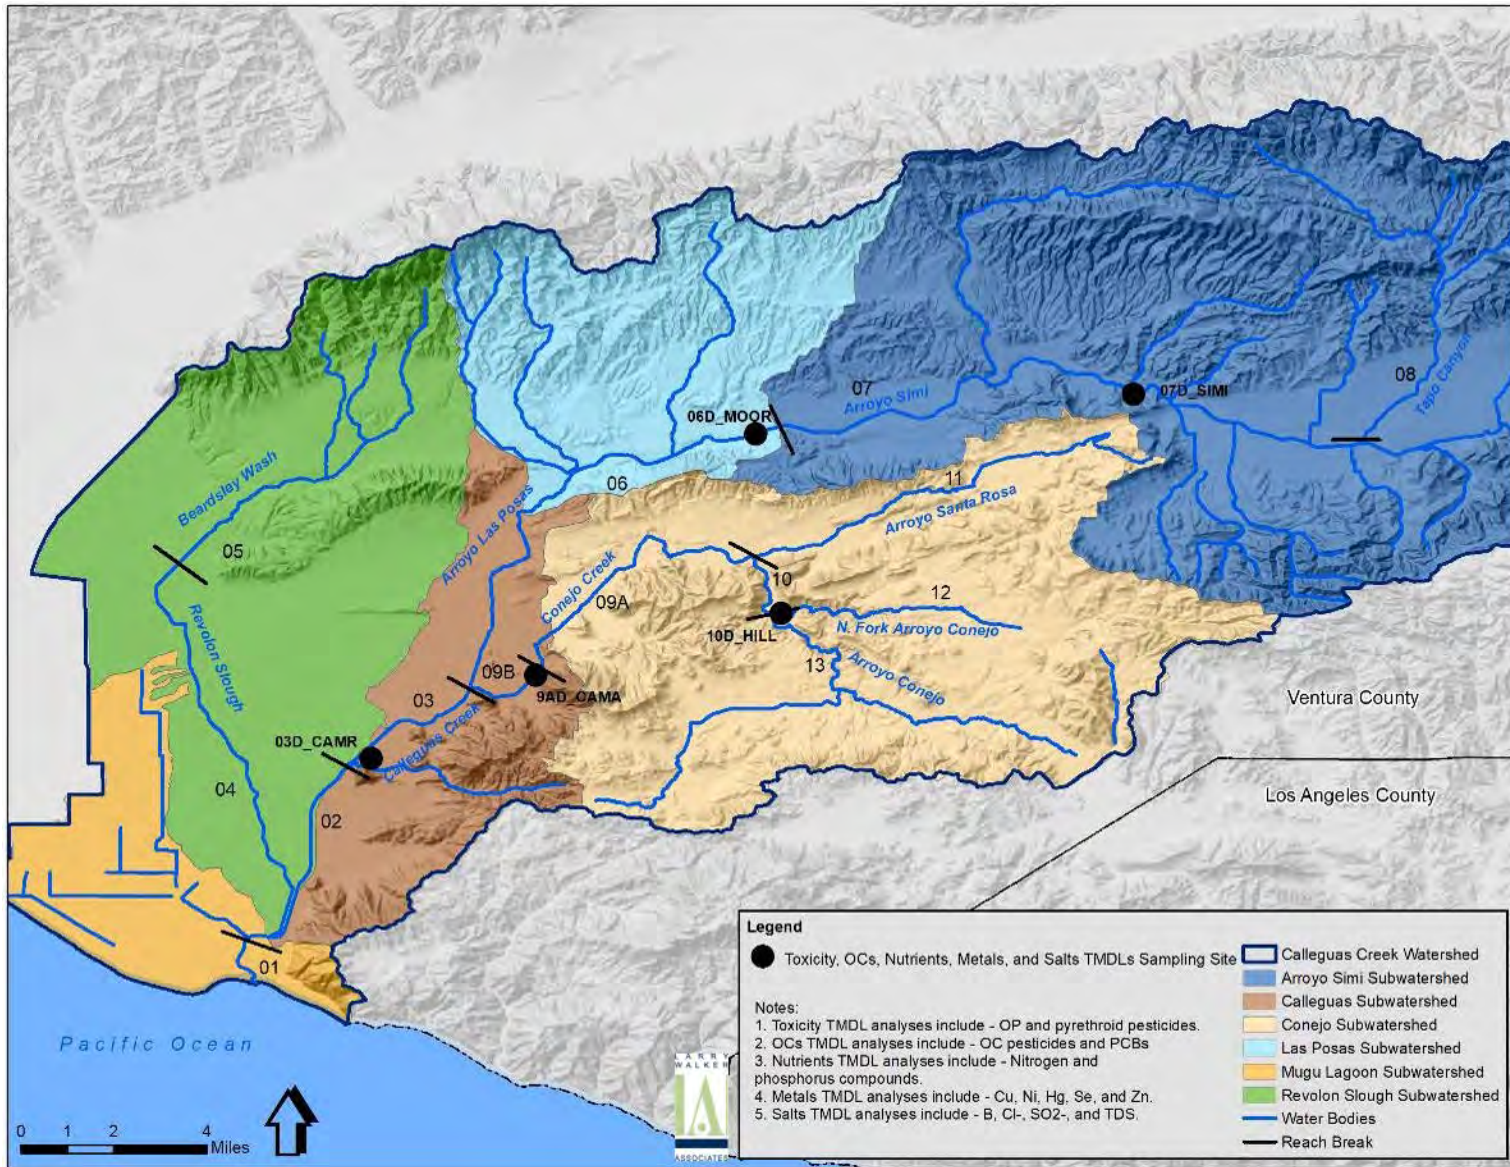 07
Arroyo Simi
07D_SIMI
08
Tapo Canyon
06D_MOOR
06
11
Arroyo Santa Rosa
Beardsley Wash
05
Arroyo Las Posas
Conejo Creek
09A
10
12
N. Fork Arroyo Conejo
10D_HILL
13
Arroyo Conejo
Revolon Slough
09B
9AD_CAMA
03
Calleguas Creek
03D_CAMR
04
02
01
Ventura County
Los Angeles County
Pacific Ocean
0 1 2 4
Miles
LARRY
WALKER
ASSOCIATES
Legend
Toxicity, OCs, Nutrients, Metals, and Salts TMDLs Sampling Site
Notes:
1. Toxicity TMDL analyses include - OP and pyrethroid pesticides.
2. OCs TMDL analyses include - OC pesticides and PCBs
3. Nutrients TMDL analyses include - Nitrogen and
phosphorus compounds.
4. Metals TMDL analyses include - Cu, Ni, Hg, Se, and Zn.
5. Salts TMDL analyses include - B, Cl-, SO2-, and TDS.
Calleguas Creek Watershed
Arroyo Simi Subwatershed
Calleguas Subwatershed
Conejo Subwatershed
Las Posas Subwatershed
Mugu Lagoon Subwatershed
Revolon Slough Subwatershed
Water Bodies
Reach Break